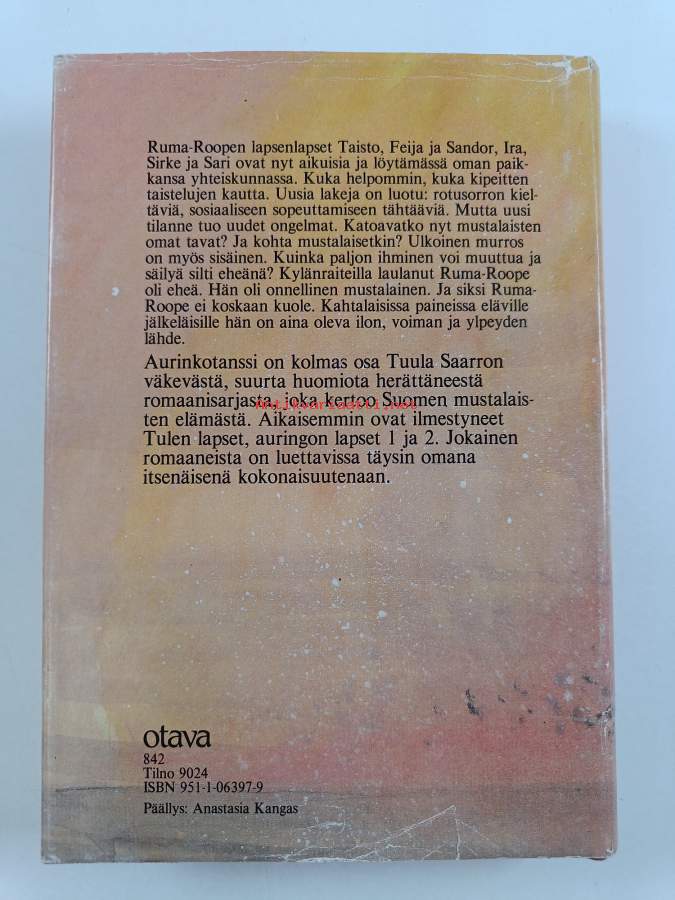 Ruma-Roopen lapsenlapset Taisto, Feija ja Sandor, Ira,
Sirke ja Sari ovat nyt aikuisia ja löytämässä oman paik-
kansa yhteiskunnassa. Kuka helpommin, kuka kipeitten
taistelujen kautta. Uusia lakeja on luotu: rotusorron kiel-
täviä, sosiaaliseen sopeuttamiseen tähtääviä. Mutta uusi
tilanne tuo uudet ongelmat. Katoavatko nyt mustalaisten
omat tavat? Ja kohta mustalaisetkin? Ulkoinen murros
on myös sisäinen. Kuinka paljon ihminen voi muuttua ja
säilyä silti eheänä? Kylänraiteilla laulanut Ruma-Roope
oli eheä. Hän oli onnellinen mustalainen. Ja siksi Ruma-
Roope ei koskaan kuole. Kahtalaisissa paineissa eläville
jälkeläisille hän on aina oleva ilon, voiman ja ylpeyden
lähde.
Aurinkotanssi on kolmas osa Tuula Saarron
väkevästä, suurta huomiota herättäneestä
romaanisarjasta, joka kertoo Suomen mustalais-
ten elämästä. Aikaisemmin ovat ilmestyneet
Tulen lapset, auringon lapset 1 ja 2. Jokainen
romaaneista on luettavissa täysin omana
itsenäisenä kokonaisuutenaan.
Antikvariaatti.net
otava
842
Tilno 9024
ISBN 951-1-06397-9
Päällys: Anastasia Kangas